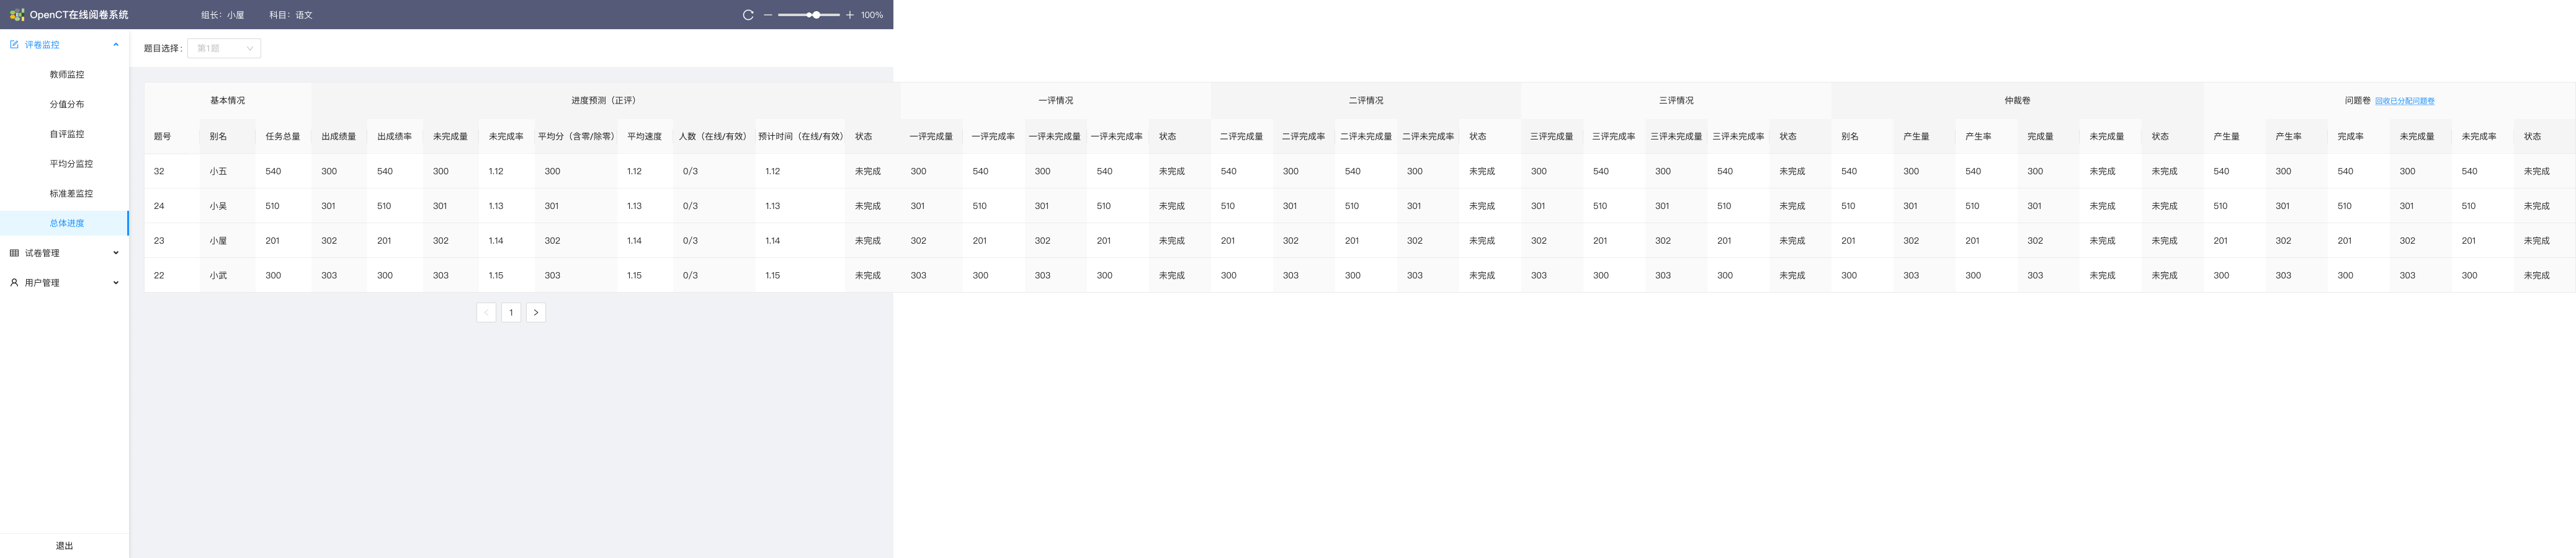 OpenCT在线阅卷系统 组长：小屋 科目：语文 100%
评卷监控
教师监控
分值分布
自评监控
平均分监控
标准差监控
总体进度
试卷管理
用户管理
退出
题目选择： 第1题
基本情况 进度预测（正评） 一评情况 二评情况 三评情况 仲裁卷 问题卷 回收已分配问题卷
题号 别名 任务总量 出成绩量 出成绩率 未完成量 未完成率 平均分（含零/除零） 平均速度 人数（在线/有效） 预计时间（在线/有效） 状态 一评完成量 一评完成率 一评未完成量 一评未完成率 状态 二评完成量 二评完成率 二评未完成量 二评未完成率 状态 三评完成量 三评完成率 三评未完成量 三评未完成率 状态 别名 产生量 产生率 完成量 未完成量 状态 产生量 产生率 完成率 未完成量 未完成率 状态
32 小五 540 300 540 300 1.12 300 1.12 0/3 1.12 未完成 300 540 300 540 未完成 540 300 540 300 未完成 300 540 300 540 未完成 540 300 540 300 未完成 未完成 540 300 540 300 540 未完成
24 小吴 510 301 510 301 1.13 301 1.13 0/3 1.13 未完成 301 510 301 510 未完成 510 301 510 301 未完成 301 510 301 510 未完成 510 301 510 301 未完成 未完成 510 301 510 301 510 未完成
23 小屋 201 302 201 302 1.14 302 1.14 0/3 1.14 未完成 302 201 302 201 未完成 201 302 201 302 未完成 302 201 302 201 未完成 201 302 201 302 未完成 未完成 201 302 201 302 201 未完成
22 小武 300 303 300 303 1.15 303 1.15 0/3 1.15 未完成 303 300 303 300 未完成 300 303 300 303 未完成 303 300 303 300 未完成 300 303 300 303 未完成 未完成 300 303 300 303 300 未完成
1